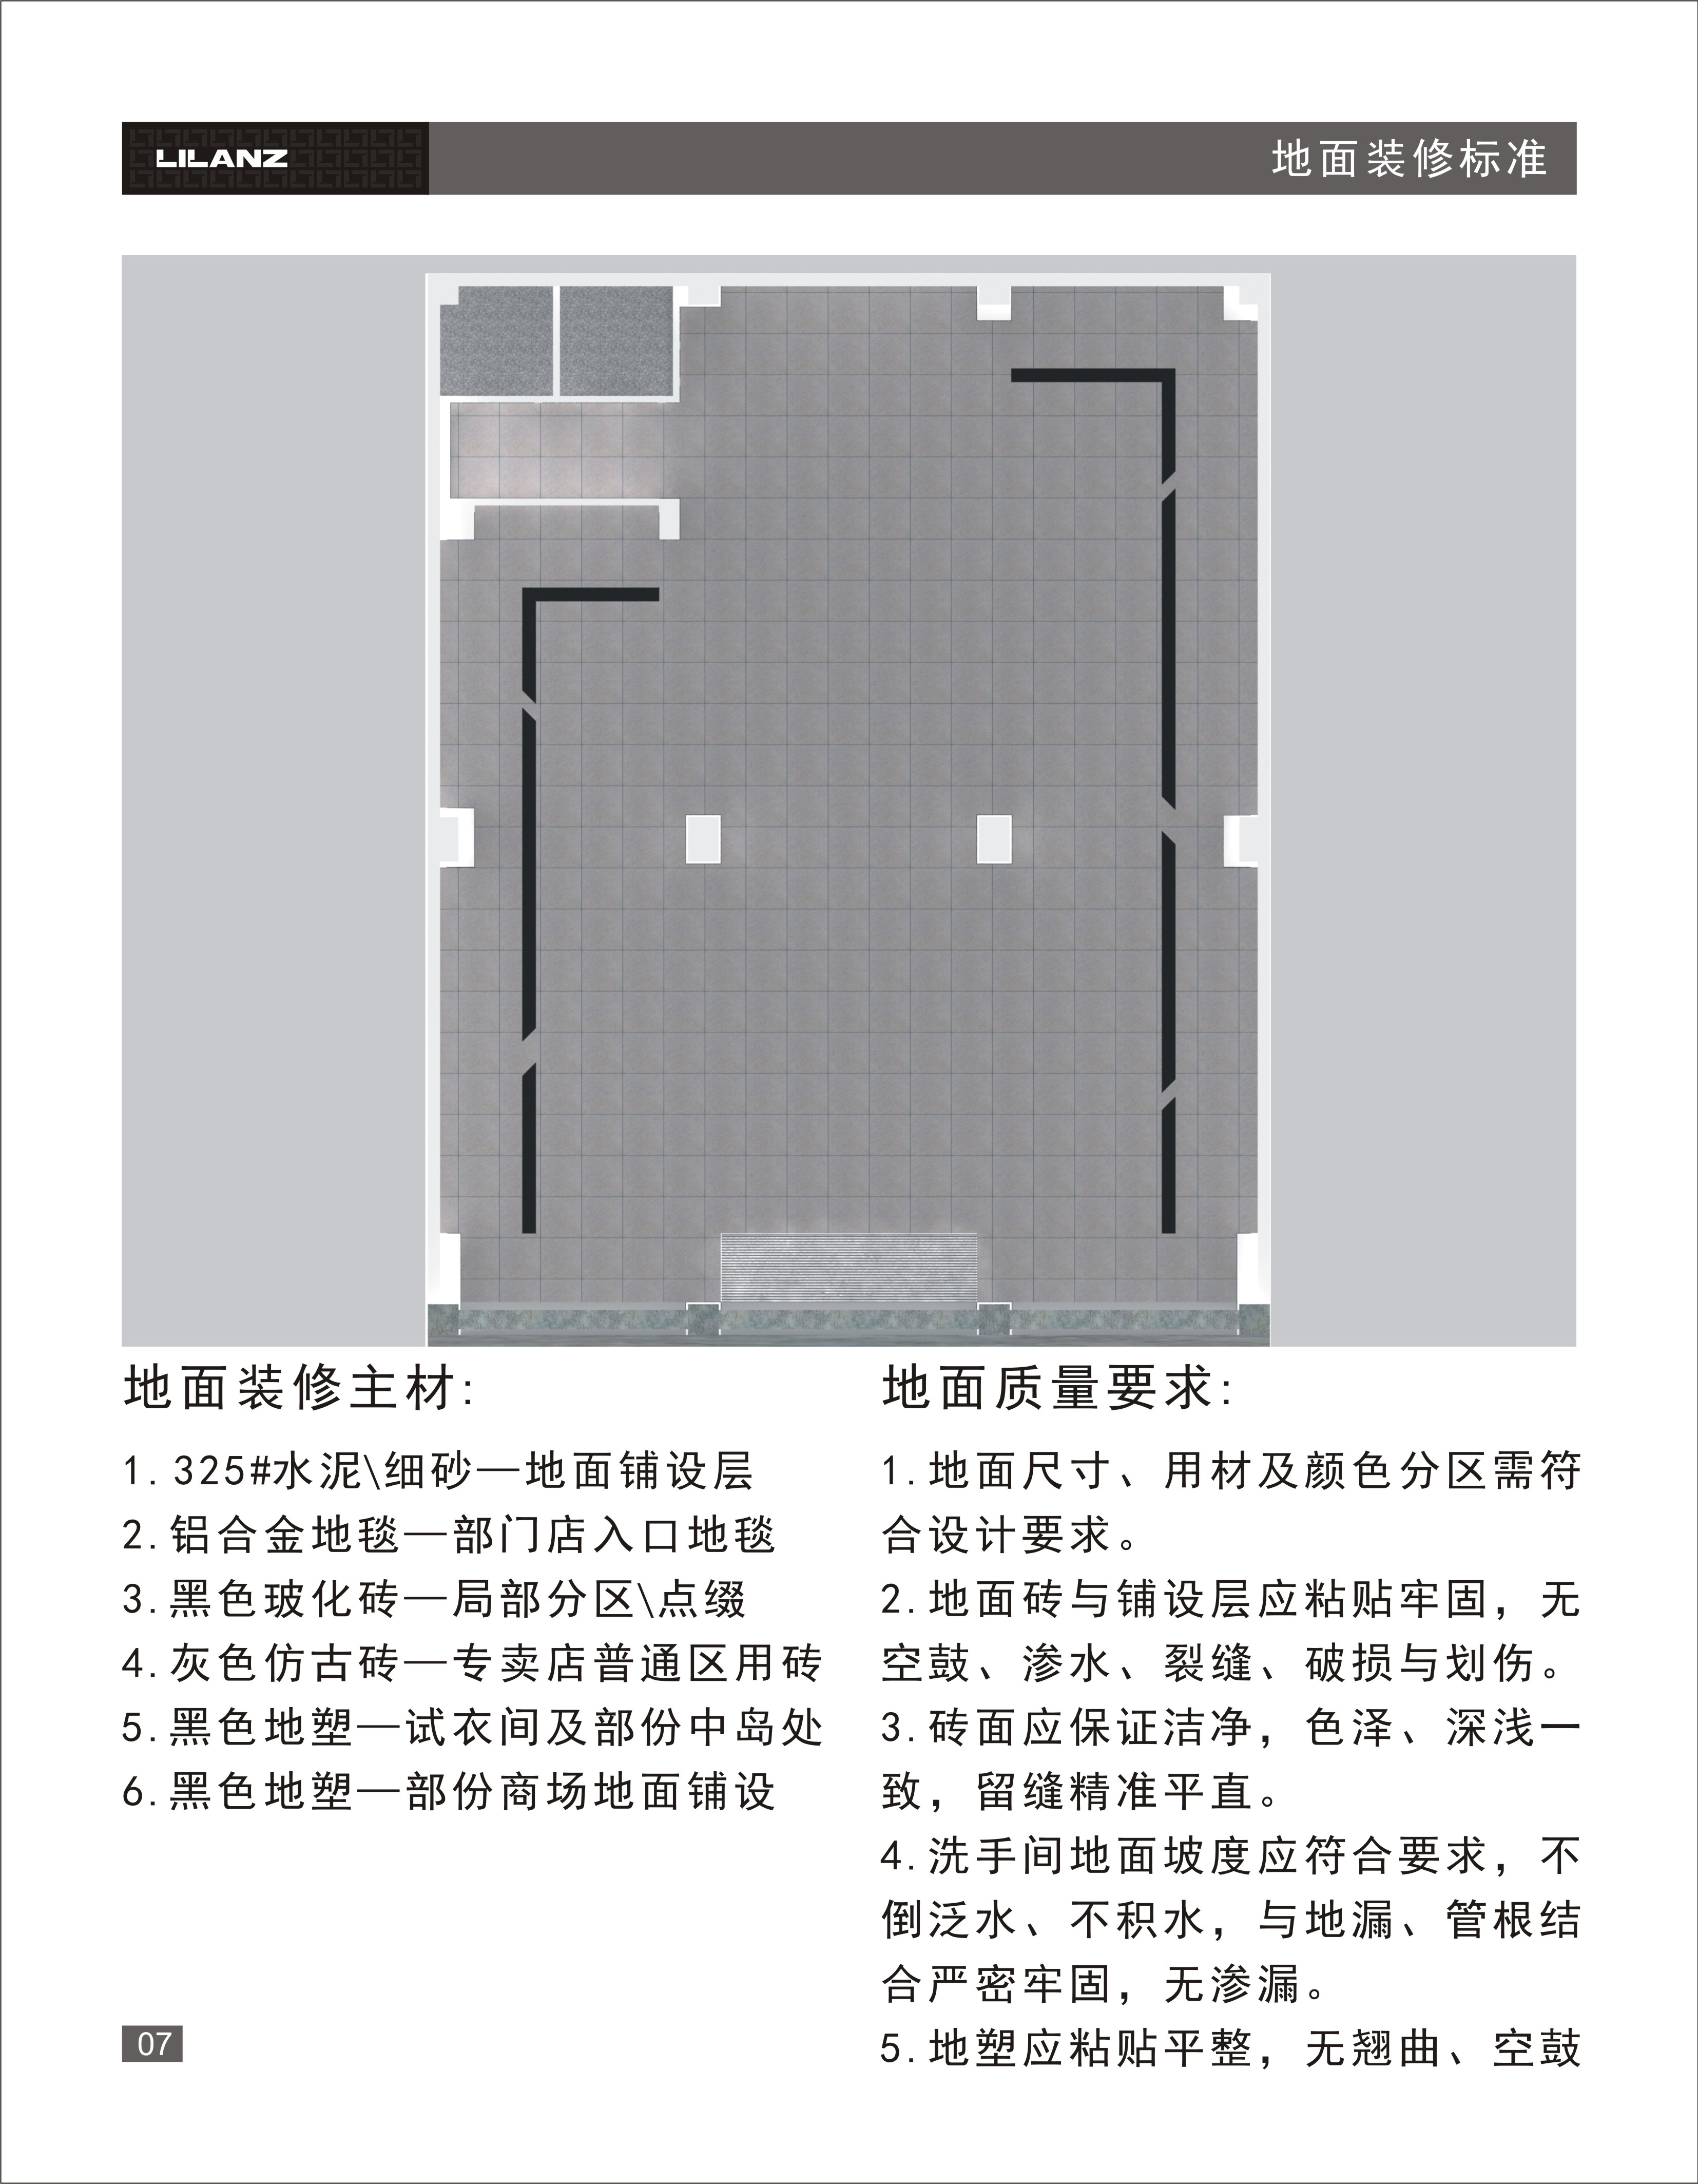 LILANZ
地面装修标准
地面装修主材:
1.325#水泥\细砂—地面铺设层
2.铝合金地毯—部门店入口地毯
3.黑色玻化砖—局部分区\点缀
4.灰色仿古砖—专卖店普通区用砖
5.黑色地塑—试衣间及部份中岛处
6.黑色地塑—部份商场地面铺设
地面质量要求:
1.地面尺寸、用材及颜色分区需符
合设计要求。
2.地面砖与铺设层应粘贴牢固，无
空鼓、渗水、裂缝、破损与划伤。
3.砖面应保证洁净，色泽、深浅一
致，留缝精准平直。
4.洗手间地面坡度应符合要求，不
倒泛水、不积水，与地漏、管根结
合严密牢固，无渗漏。
5.地塑应粘贴平整，无翘曲、空鼓
07